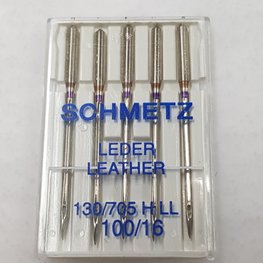 SCHMETZ
LEDER
LEATHER
130/705 H LL
100/16